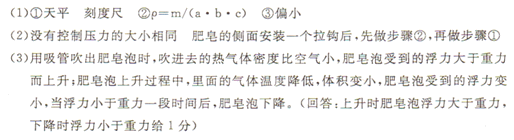 (1)①天平 刻度尺 ②ρ=m/(a·b·c) ③偏小
(2)没有控制压力的大小相同 肥皂的侧面安装一个拉钩后,先做步骤②,再做步骤①
(3)用吸管吹出肥皂泡时,吹进去的热气体密度比空气小,肥皂泡受到的浮力大于重力
而上升;肥皂泡上升过程中,里面的气体温度降低,体积变小,肥皂泡受到的浮力变
小,当浮力小于重力一段时间后,肥皂泡下降。(回答:上升时肥皂泡浮力大于重力,
下降时浮力小于重力给1分)